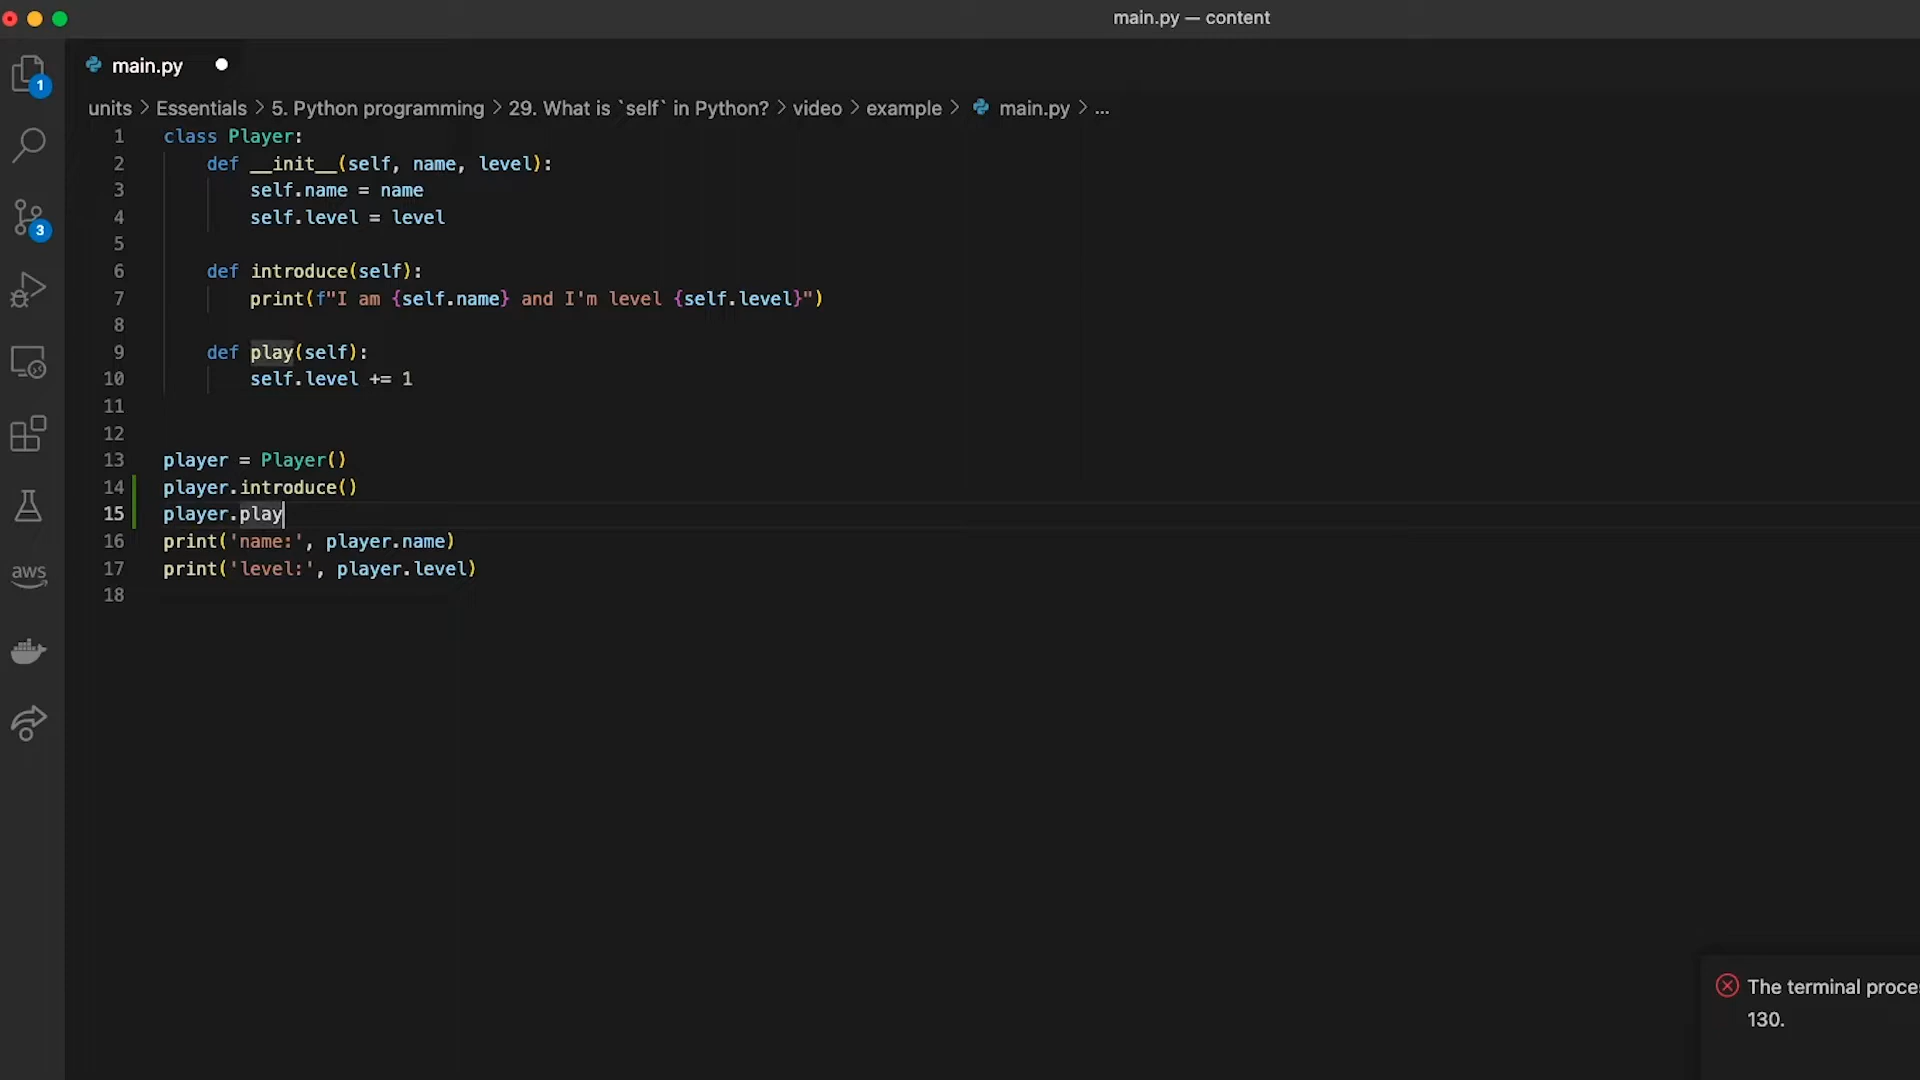 main.py — content
main.py
1
units > Essentials > 5. Python programming > 29. What is `self` in Python? > video > example > main.py > ...
1 class Player:
2     def __init__(self, name, level):
3         self.name = name
3
4         self.level = level
5
6     def introduce(self):
7         print(f"I am {self.name} and I'm level {self.level}")
8
9     def play(self):
10         self.level += 1
11
12
13 player = Player()
14 player.introduce()
15 player.play
16 print('name:', player.name)
aws
17 print('level:', player.level)
18
The terminal proce
130.